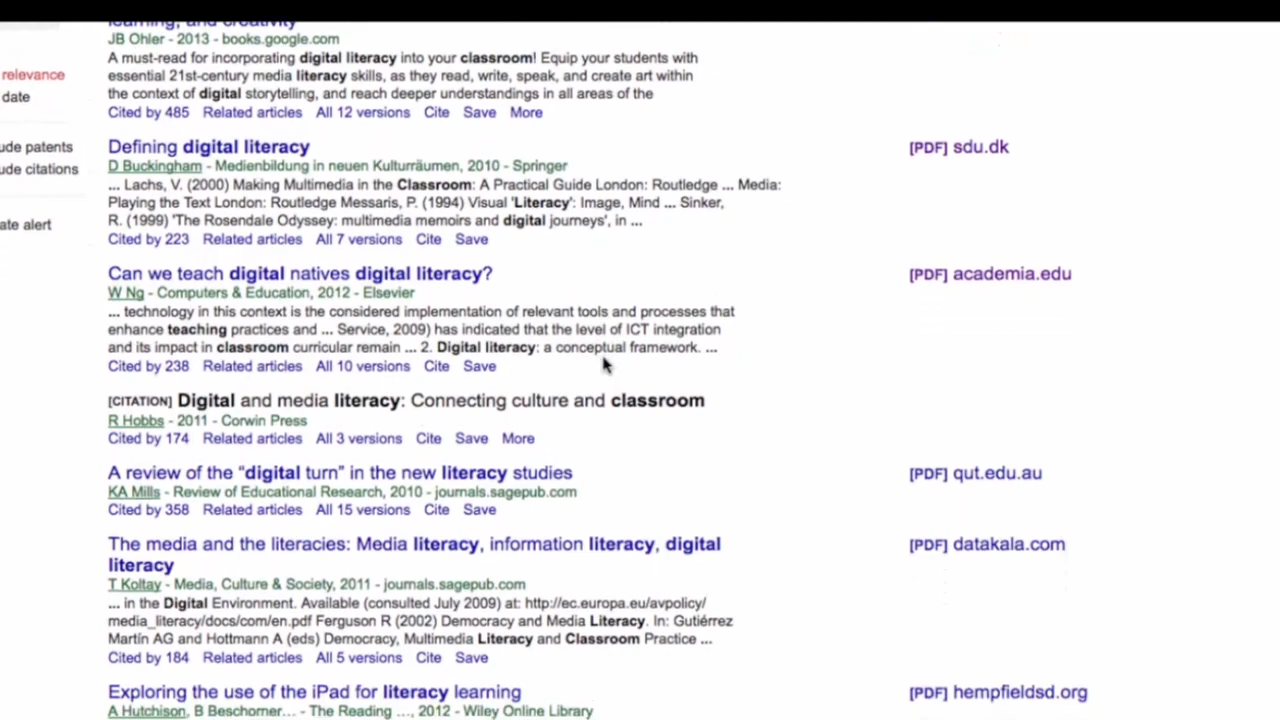 learning, and creativity
JB Ohler - 2013 - books.google.com
A must-read for incorporating digital literacy into your classroom! Equip your students with
essential 21st-century media literacy skills, as they read, write, speak, and create art within
the context of digital storytelling, and reach deeper understandings in all areas of the
Cited by 485 Related articles All 12 versions Cite Save More
relevance
date
ude patents
ude citations
ate alert
Defining digital literacy
[PDF] sdu.dk
D Buckingham - Medienbildung in neuen Kulturräumen, 2010 - Springer
... Lachs, V. (2000) Making Multimedia in the Classroom: A Practical Guide London: Routledge ... Media:
Playing the Text London: Routledge Messaris, P. (1994) Visual 'Literacy': Image, Mind ... Sinker,
R. (1999) 'The Rosendale Odyssey: multimedia memoirs and digital journeys', in ...
Cited by 223 Related articles All 7 versions Cite Save
Can we teach digital natives digital literacy?
[PDF] academia.edu
W Ng - Computers & Education, 2012 - Elsevier
... technology in this context is the considered implementation of relevant tools and processes that
enhance teaching practices and ... Service, 2009) has indicated that the level of ICT integration
and its impact in classroom curricular remain ... 2. Digital literacy: a conceptual framework. ...
Cited by 238 Related articles All 10 versions Cite Save
[CITATION] Digital and media literacy: Connecting culture and classroom
R Hobbs - 2011 - Corwin Press
Cited by 174 Related articles All 3 versions Cite Save More
A review of the “digital turn” in the new literacy studies
[PDF] qut.edu.au
KA Mills - Review of Educational Research, 2010 - journals.sagepub.com
Cited by 358 Related articles All 15 versions Cite Save
The media and the literacies: Media literacy, information literacy, digital
literacy
[PDF] datakala.com
T Koltay - Media, Culture & Society, 2011 - journals.sagepub.com
... in the Digital Environment. Available (consulted July 2009) at: http://ec.europa.eu/avpolicy/
media_literacy/docs/com/en.pdf Ferguson R (2002) Democracy and Media Literacy. In: Gutiérrez
Martín AG and Hottmann A (eds) Democracy, Multimedia Literacy and Classroom Practice ...
Cited by 184 Related articles All 5 versions Cite Save
Exploring the use of the iPad for literacy learning
[PDF] hempfieldsd.org
A Hutchison, B Beschorner... - The Reading ..., 2012 - Wiley Online Library